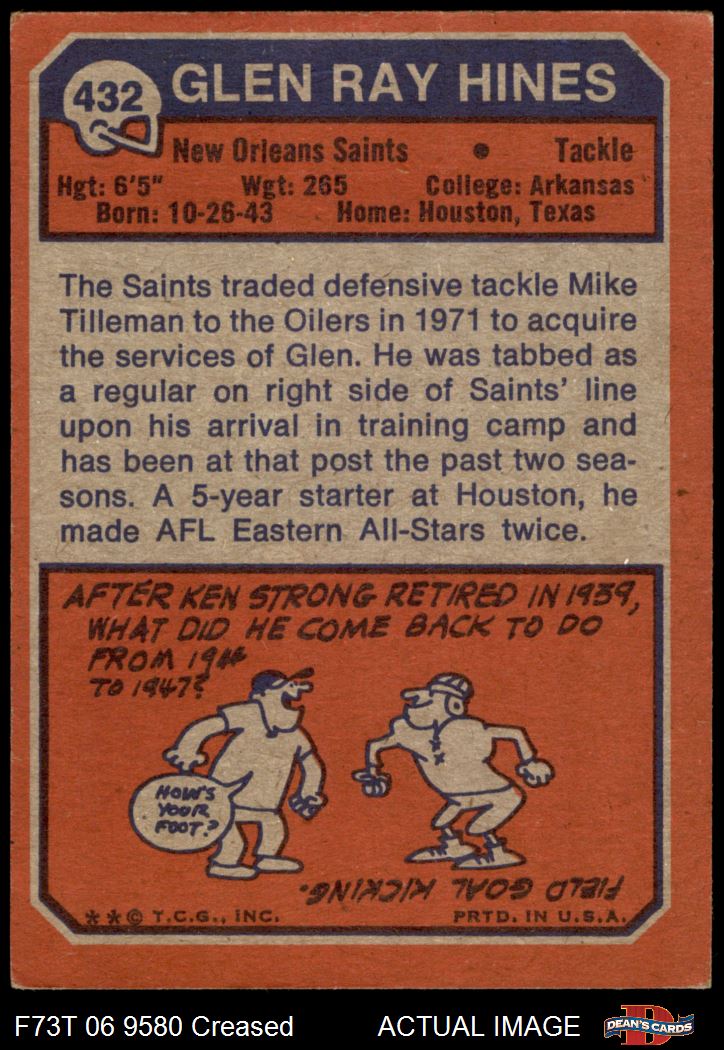 432
GLEN RAY HINES
New Orleans Saints • Tackle
Hgt: 6'5" Wgt: 265 College: Arkansas
Born: 10-26-43 Home: Houston, Texas
The Saints traded defensive tackle Mike
Tilleman to the Oilers in 1971 to acquire
the services of Glen. He was tabbed as
a regular on right side of Saints' line
upon his arrival in training camp and
has been at that post the past two sea-
sons. A 5-year starter at Houston, he
made AFL Eastern All-Stars twice.
AFTER KEN STRONG RETIRED IN 1939,
WHAT DID HE COME BACK TO DO
FROM 1944
TO 1947?
HOW'S
YOUR
FOOT?
FIELD GOAL KICKING.
**© T.C.G., INC. PRTD. IN U.S.A.
F73T 06 9580 Creased ACTUAL IMAGE
D
DEAN'S CARDS